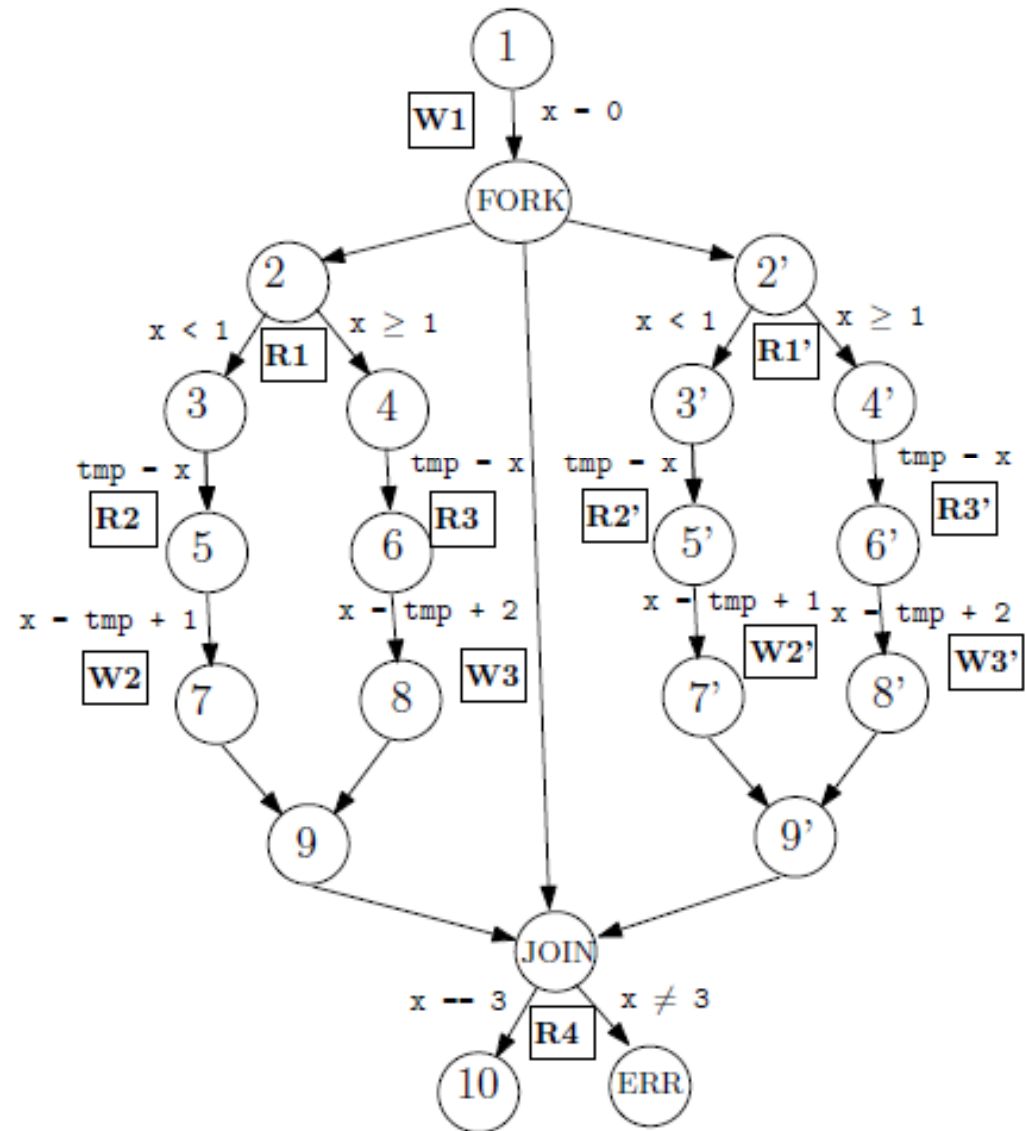 1
W1 x = 0
FORK
2 2'
x < 1 x ≥ 1 x < 1 x ≥ 1
R1 R1'
3 4 3' 4'
tmp = x tmp = x tmp = x tmp = x
R2 R3 R2' R3'
5 6 5' 6'
x = tmp + 1 x = tmp + 2 x = tmp + 1 x = tmp + 2
W2 W3 W2' W3'
7 8 7' 8'
9 9'
JOIN
x == 3 x ≠ 3
R4
10 ERR